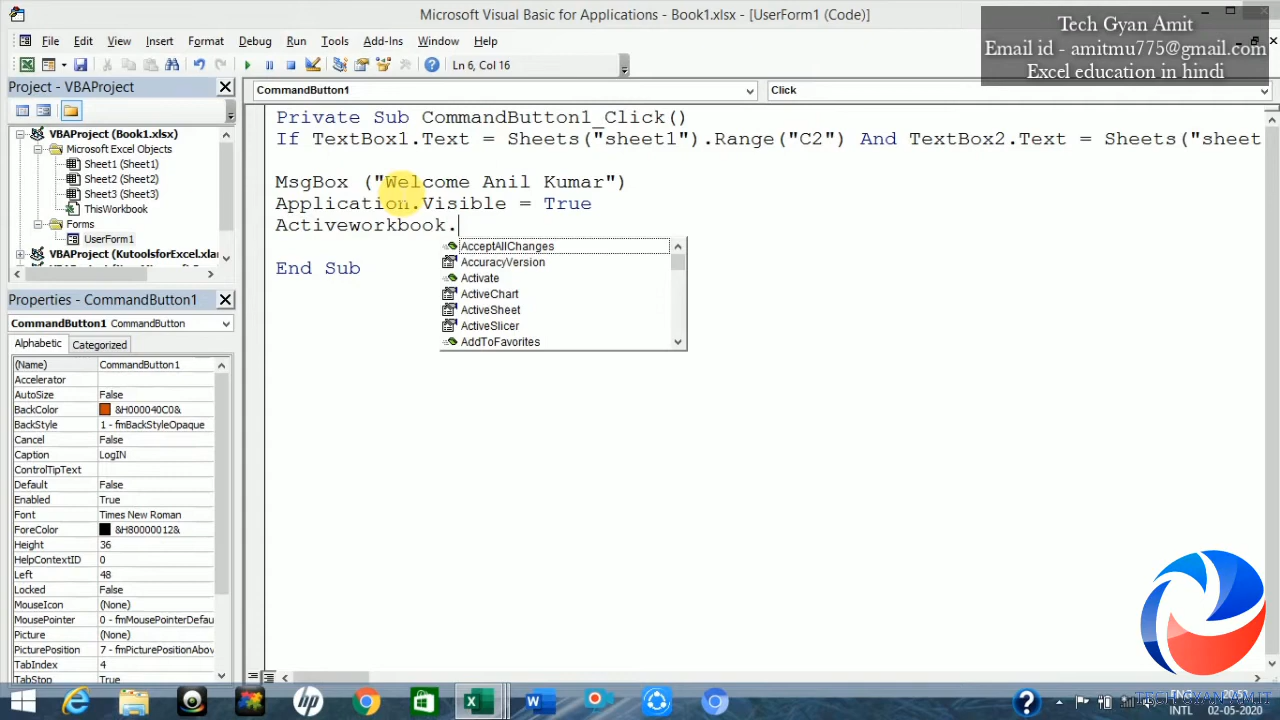 Microsoft Visual Basic for Applications - Book1.xlsx - [UserForm1 (Code)]
Tech Gyan Amit
Email id - amitmu775@gmail.com
Excel education in hindi
File Edit View Insert Format Debug Run Tools Add-Ins Window Help
Ln 6, Col 16
Project - VBAProject
CommandButton1
Click
VBAProject (Book1.xlsx)
Microsoft Excel Objects
Sheet1 (Sheet1)
Sheet2 (Sheet2)
Sheet3 (Sheet3)
ThisWorkbook
Forms
UserForm1
VBAProject (KutoolsforExcel.xlan
Private Sub CommandButton1_Click()
If TextBox1.Text = Sheets("sheet1").Range("C2") And TextBox2.Text = Sheets("sheet
MsgBox ("Welcome Anil Kumar")
Application.Visible = True
Activeworkbook.
AcceptAllChanges
AccuracyVersion
Activate
ActiveChart
ActiveSheet
ActiveSlicer
AddToFavorites
End Sub
Properties - CommandButton1
CommandButton1 CommandButton
Alphabetic Categorized
(Name) CommandButton1
Accelerator
AutoSize False
BackColor &H000040C0&
BackStyle 1 - fmBackStyleOpaque
Cancel False
Caption LogIN
ControlTipText
Default False
Enabled True
Font Times New Roman
ForeColor &H80000012&
Height 36
HelpContextID 0
Left 48
Locked False
MouseIcon (None)
MousePointer 0 - fmMousePointerDefau
Picture (None)
PicturePosition 7 - fmPicturePositionAbov
TabIndex 4
TabStop True
TECH GYAN AMIT
ENG
INTL 02-05-2020